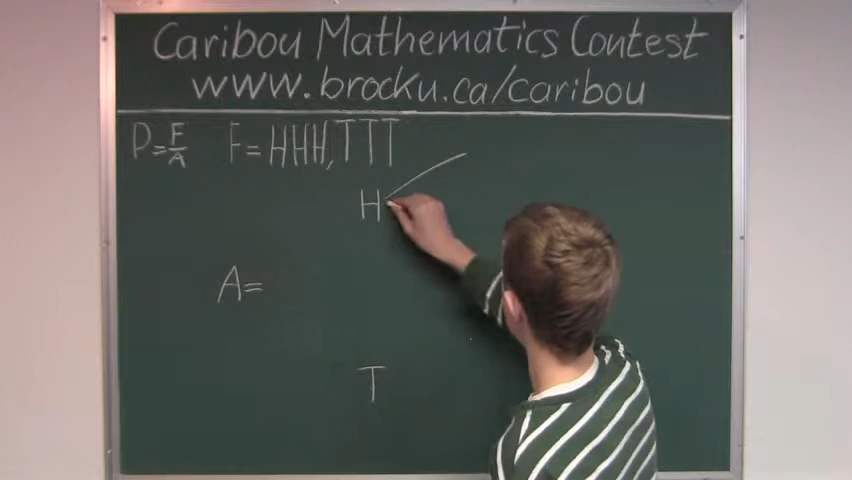 Caribou Mathematics Contest
www.brocku.ca/caribou
P=F/A F=HHH,TTT
H
A=
T